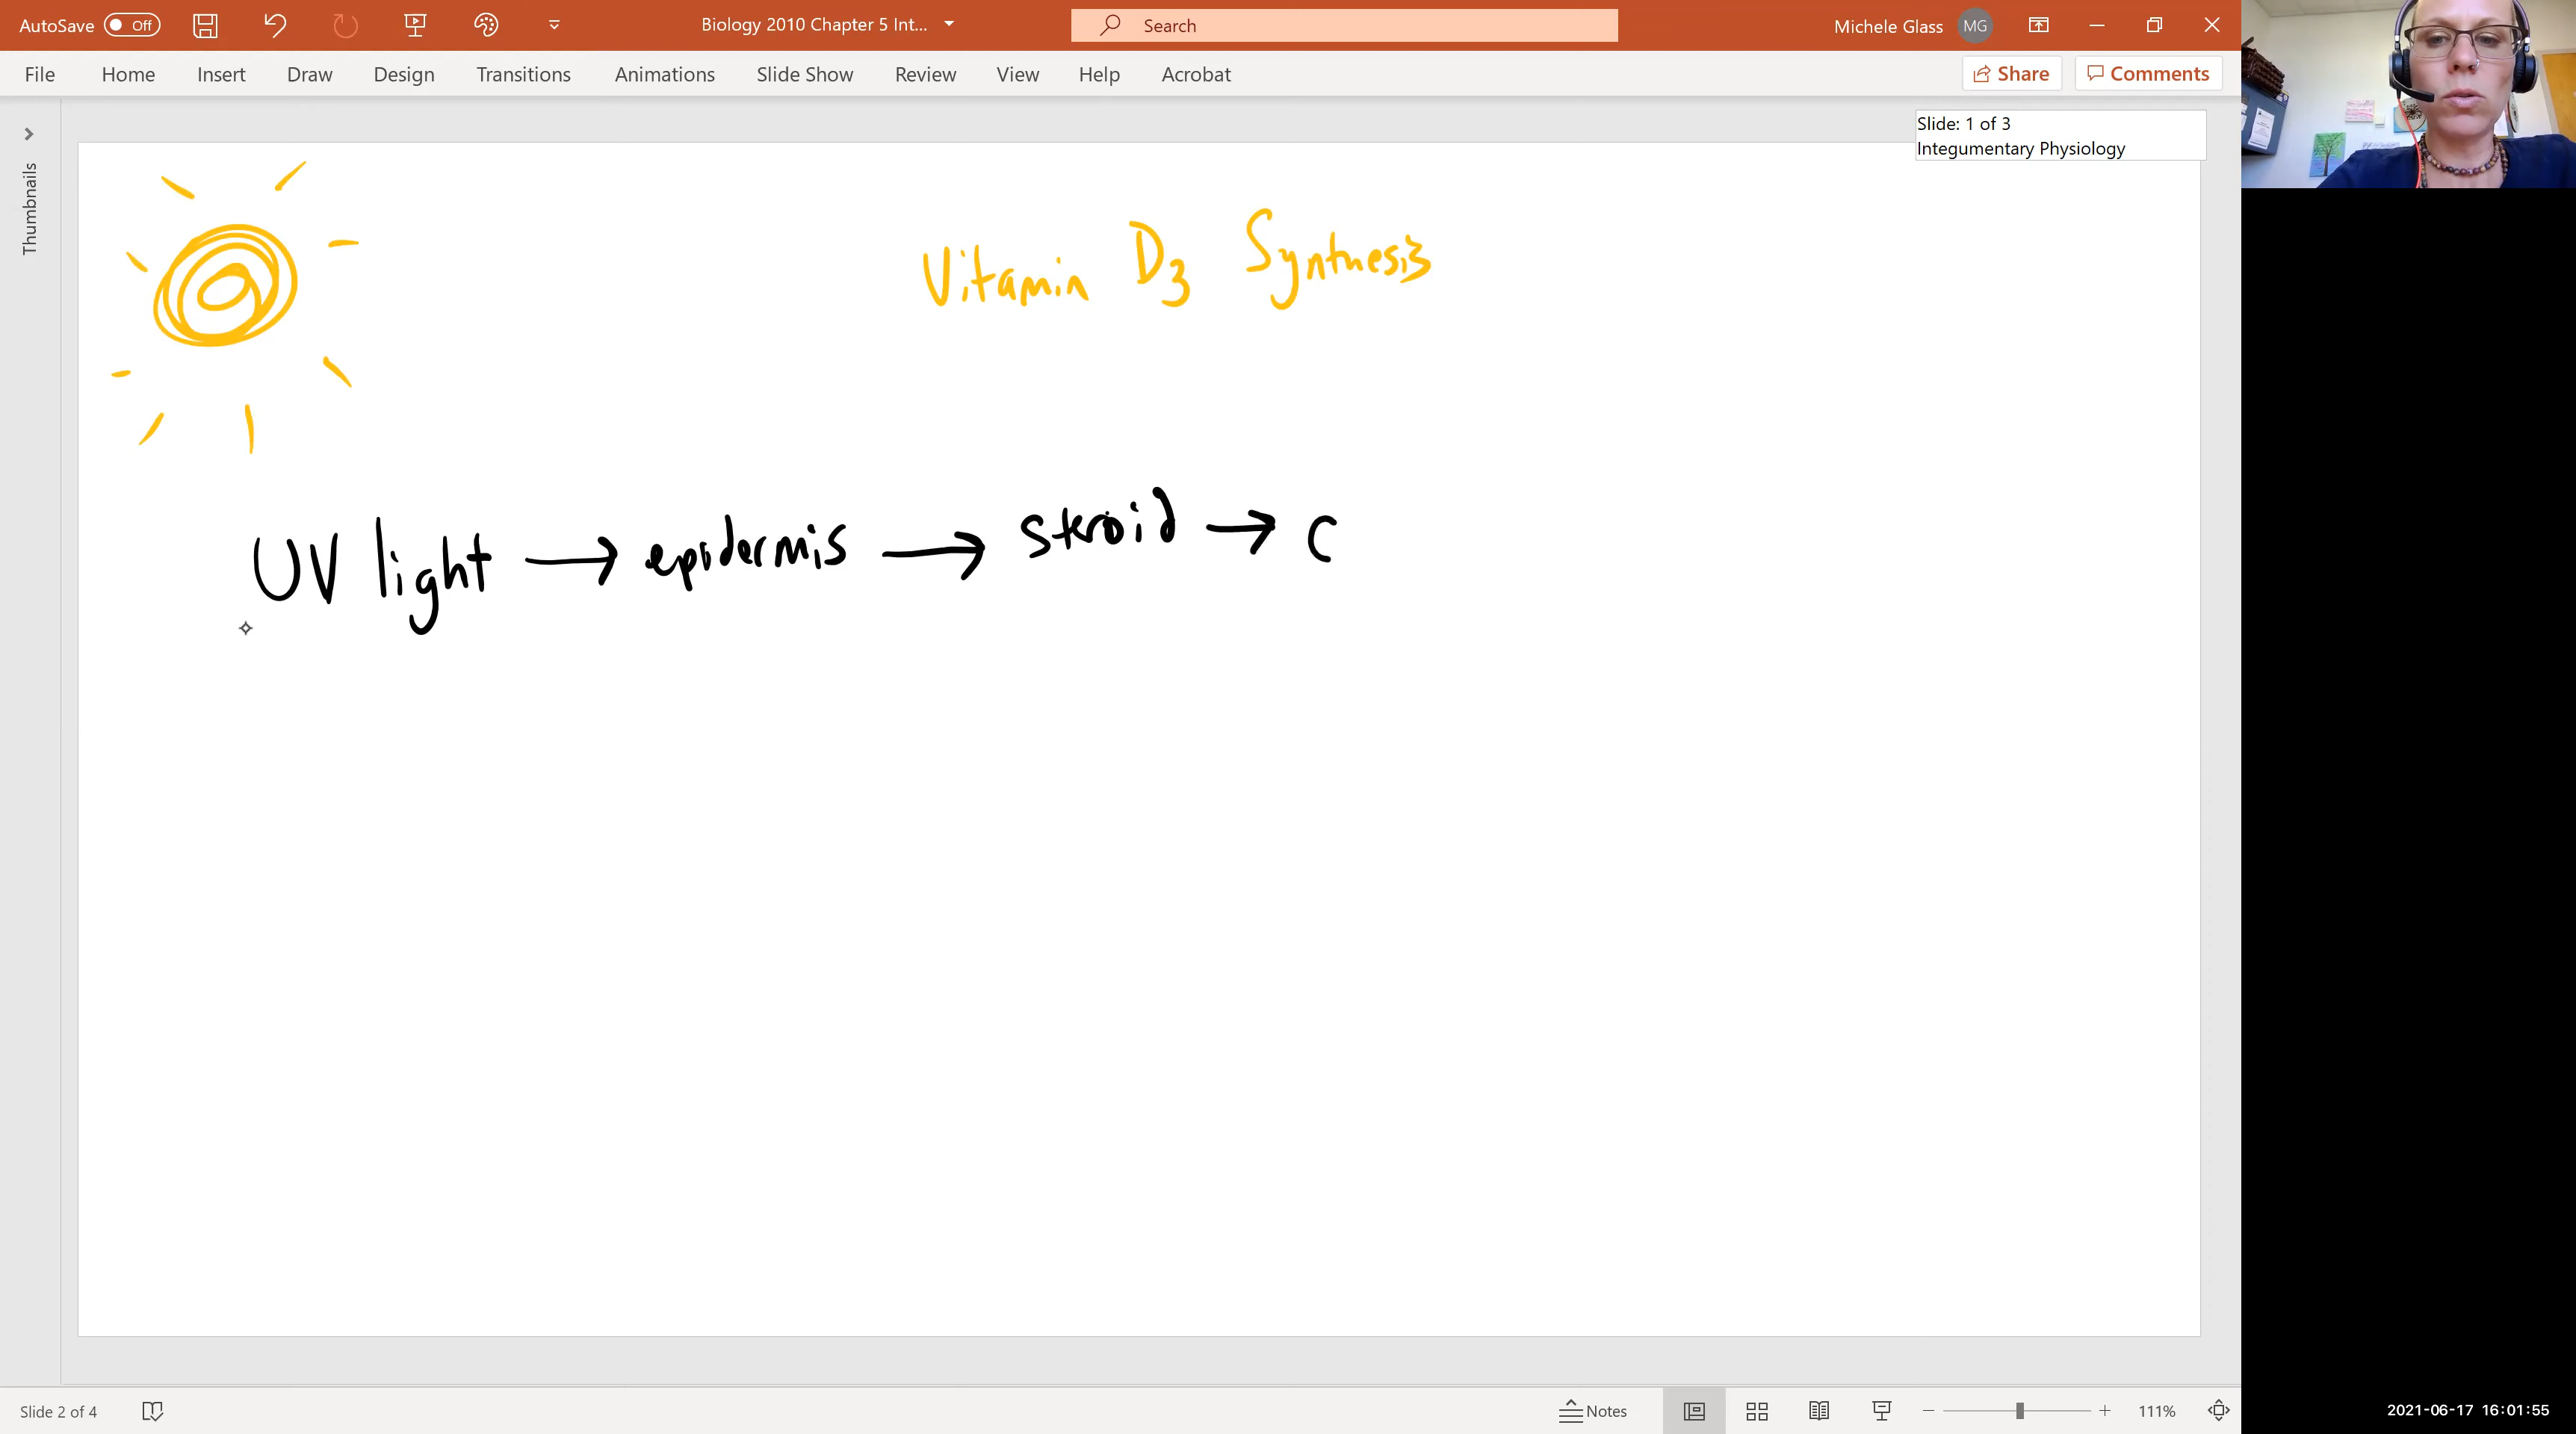 AutoSave Off Biology 2010 Chapter 5 Int... Search Michele Glass MG
File Home Insert Draw Design Transitions Animations Slide Show Review View Help Acrobat Share Comments
Thumbnails
Slide: 1 of 3
Integumentary Physiology
Vitamin D3 Synthesis
UV light → epidermis → steroid → c
Slide 2 of 4 Notes 111%
2021-06-17 16:01:55